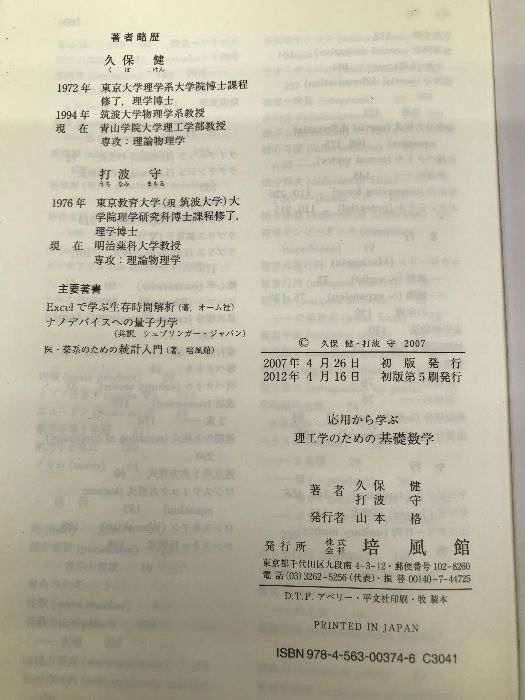 著者略歴
久保 健
くぼ けん
1972年 東京大学理学系大学院博士課程
修了，理学博士
1994年 筑波大学物理学系教授
現 在 青山学院大学理工学部教授
専攻：理論物理学
打波 守
うちなみ まもる
1976年 東京教育大学(現 筑波大学)大
学院理学研究科博士課程修了，
理学博士
現 在 明治薬科大学教授
専攻：理論物理学
主要著書
Excelで学ぶ生存時間解析(著，オーム社)
ナノデバイスへの量子力学
(共訳，シュプリンガー・ジャパン)
医・薬系のための統計入門(著，培風館)
© 久保 健・打波 守 2007
2007年 4月26日 初 版 発 行
2012年 4月16日 初版第5刷発行
応用から学ぶ
理工学のための 基礎数学
著 者 久保 健
打波 守
発行者 山本 格
発行所 株式会社 培風館
東京都千代田区九段南4-3-12・郵便番号102-8260
電話(03)3262-5256(代表)・振替00140-7-44725
D.T.P. アベリー・平文社印刷・牧 製本
PRINTED IN JAPAN
ISBN 978-4-563-00374-6 C3041